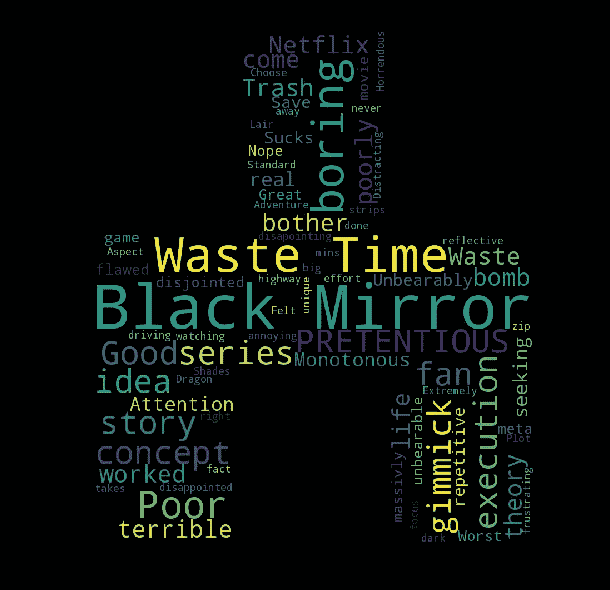 Netflix
come
Choose
Trash
Save
away
Lair
Sucks
Nope
Standard
real
Great
Adventure
boring
movie
Horrendous
never
poorly
Distracting
strips
bother
done
game
Aspect
flawed
disapointing
Waste Time
mins
reflective
Waste
disjointed
highway
big
effort
unique
Unbearably
bomb
Black Mirror
Felt
driving
watching
annoying
PRETENTIOUS
zip
Good
series
Monotonous
Shades
idea
Dragon
fan
Extremely
seeking
Attention
right
story
concept
fact
worked
takes
disappointed
Poor
terrible
life
massivly
unbearable
gimmick
repetitive
execution
meta
Plot
theory
frustrating
focus
dark
Worst